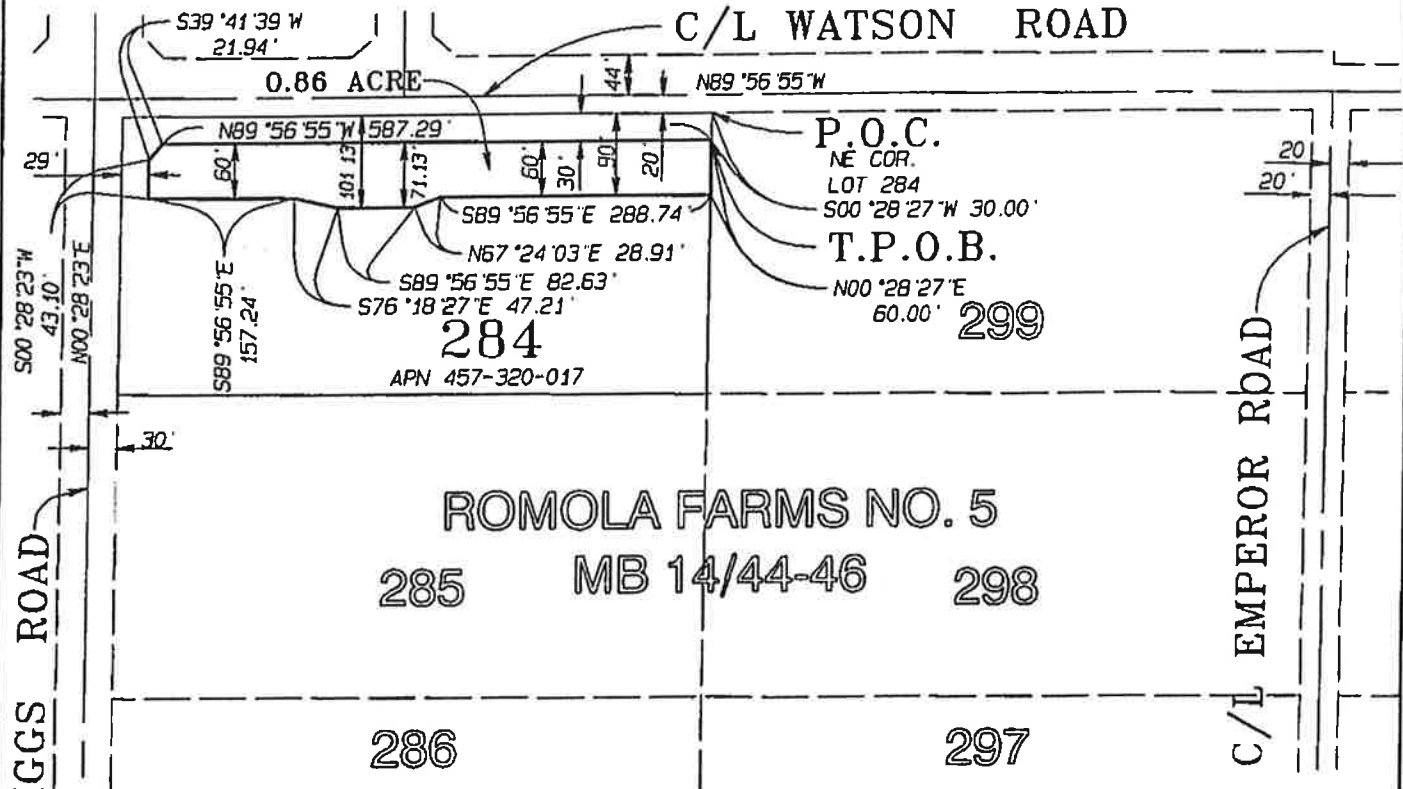 S39°41'39"W
21.94'
C/L WATSON ROAD
0.86 ACRE
44'
N89°56'55"W
N89°56'55"W 587.29'
P.O.C.
NE COR.
LOT 284
S00°28'27"W 30.00'
T.P.O.B.
N00°28'27"E
60.00'
29'
60'
101.13'
71.13'
60'
30'
90'
20'
20
20'
S89°56'55"E 288.74'
N67°24'03"E 28.91'
S89°56'55"E 82.63'
S76°18'27"E 47.21'
S00°28'23"W
43.10'
N00°28'23"E
S89°56'55"E
157.24'
284
APN 457-320-017
299
30'
ROMOLA FARMS NO. 5
MB 14/44-46
285
298
286
297
GGS ROAD
C/L EMPEROR ROAD